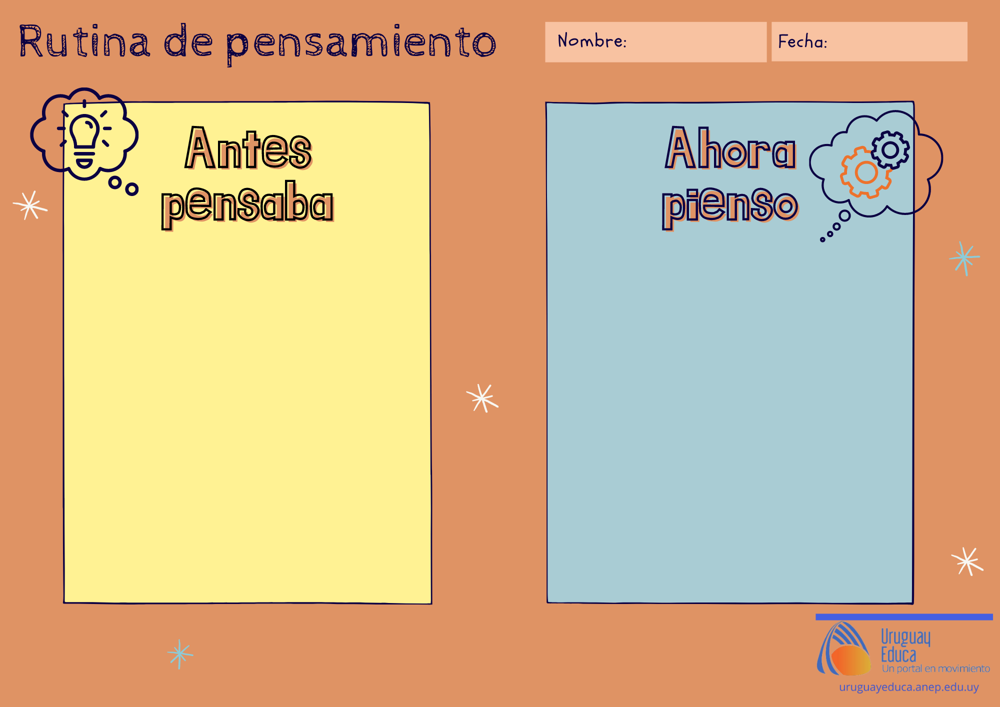 Rutina de pensamiento
Nombre:
Fecha:
Antes
pensaba
Ahora
pienso
Uruguay
Educa
Un portal en movimiento
uruguayeduca.anep.edu.uy